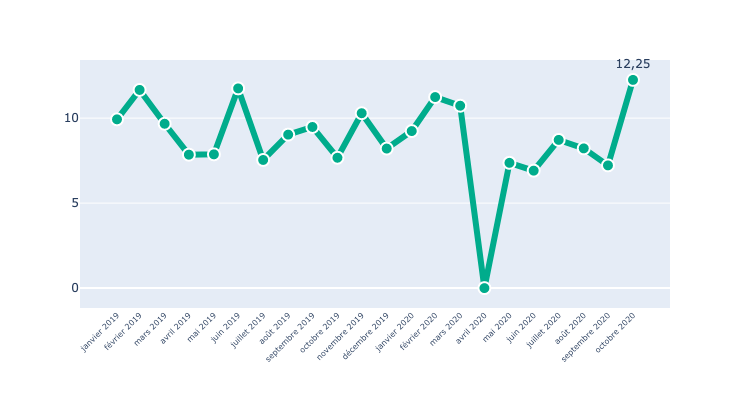 12,25
10
5
0
janvier 2019
février 2019
mars 2019
avril 2019
mai 2019
juin 2019
juillet 2019
août 2019
septembre 2019
octobre 2019
novembre 2019
décembre 2019
janvier 2020
février 2020
mars 2020
avril 2020
mai 2020
juin 2020
juillet 2020
août 2020
septembre 2020
octobre 2020